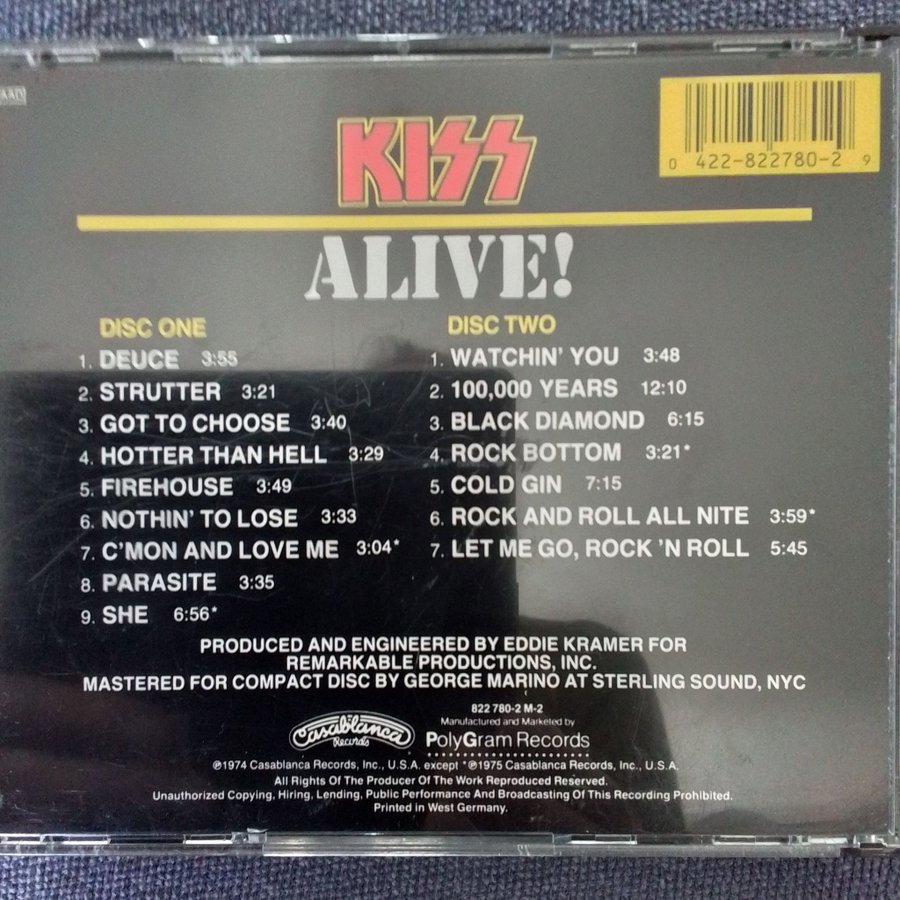 AAD
KISS
0 422-822780-2 9
ALIVE!
DISC ONE
1. DEUCE 3:55
2. STRUTTER 3:21
3. GOT TO CHOOSE 3:40
4. HOTTER THAN HELL 3:29
5. FIREHOUSE 3:49
6. NOTHIN' TO LOSE 3:33
7. C'MON AND LOVE ME 3:04*
8. PARASITE 3:35
9. SHE 6:56*
DISC TWO
1. WATCHIN' YOU 3:48
2. 100,000 YEARS 12:10
3. BLACK DIAMOND 6:15
4. ROCK BOTTOM 3:21*
5. COLD GIN 7:15
6. ROCK AND ROLL ALL NITE 3:59*
7. LET ME GO, ROCK 'N ROLL 5:45
PRODUCED AND ENGINEERED BY EDDIE KRAMER FOR
REMARKABLE PRODUCTIONS, INC.
MASTERED FOR COMPACT DISC BY GEORGE MARINO AT STERLING SOUND, NYC
822 780-2 M-2
Casablanca
Records
Manufactured and Marketed by
PolyGram Records
℗1974 Casablanca Records, Inc., U.S.A. except *℗1975 Casablanca Records, Inc., U.S.A.
All Rights Of The Producer Of The Work Reproduced Reserved.
Unauthorized Copying, Hiring, Lending, Public Performance And Broadcasting Of This Recording Prohibited.
Printed in West Germany.